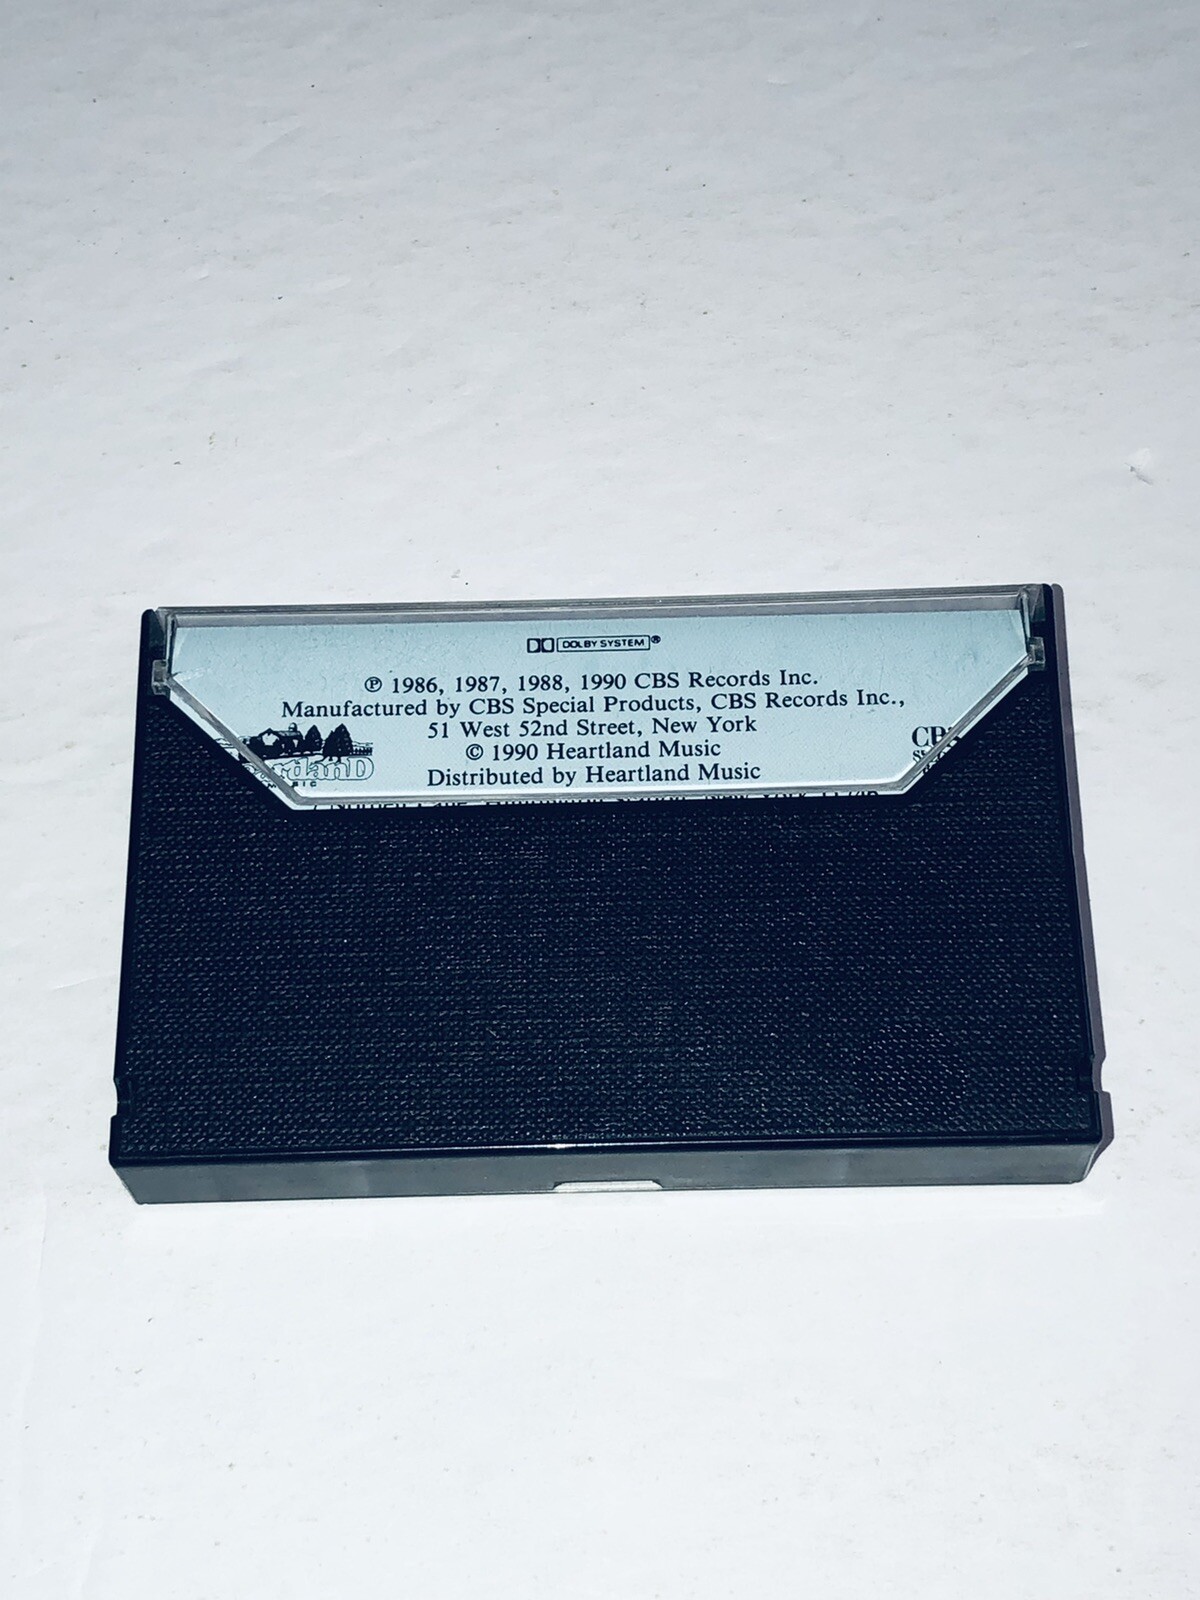 DOLBY SYSTEM®
℗ 1986, 1987, 1988, 1990 CBS Records Inc.
Manufactured by CBS Special Products, CBS Records Inc.,
51 West 52nd Street, New York
© 1990 Heartland Music
Distributed by Heartland Music